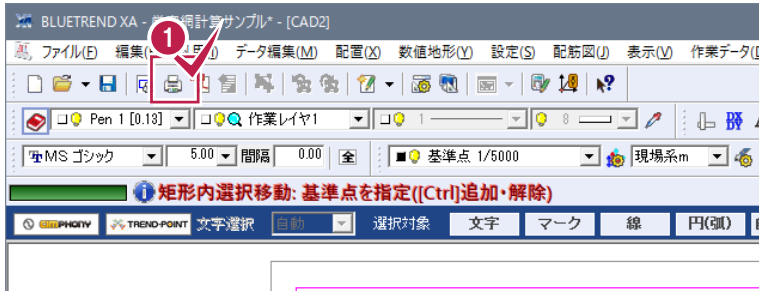 BLUETREND XA - 網計算サンプル* - [CAD2]
1
ファイル(F) 編集( データ編集(M) 配置(X) 数値地形(Y) 設定(S) 配筋図(J) 表示(V) 作業データ(
Pen 1 [0.13] 作業レイヤ1 1 8
MS ゴシック 5.00 間隔 0.00 全 基準点 1/5000 現場系m
矩形内選択移動: 基準点を指定([Ctrl]追加・解除)
SIMPHONY TREND-POINT 文字選択 自動 選択対象 文字 マーク 線 円(弧)